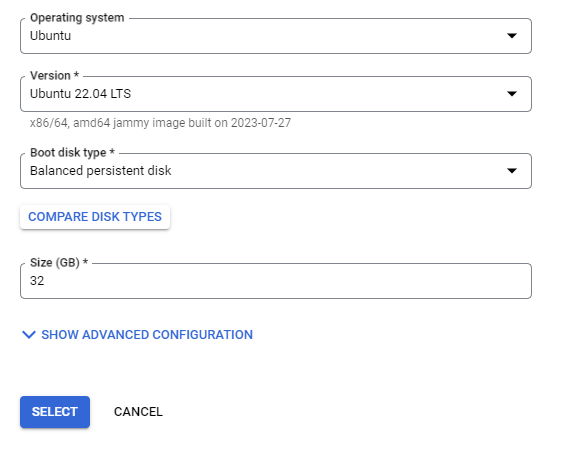 Operating system
Ubuntu
Version *
Ubuntu 22.04 LTS
x86/64, amd64 jammy image built on 2023-07-27
Boot disk type *
Balanced persistent disk
COMPARE DISK TYPES
Size (GB) *
32
SHOW ADVANCED CONFIGURATION
SELECT CANCEL